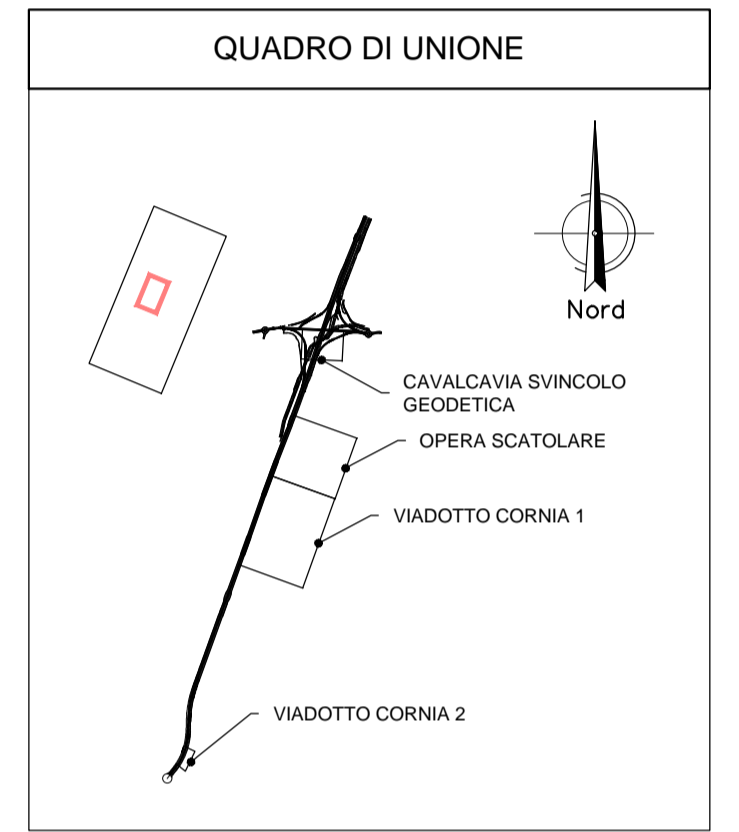 QUADRO DI UNIONE
Nord
CAVALCAVIA SVINCOLO
GEODETICA
OPERA SCATOLARE
VIADOTTO CORNIA 1
VIADOTTO CORNIA 2